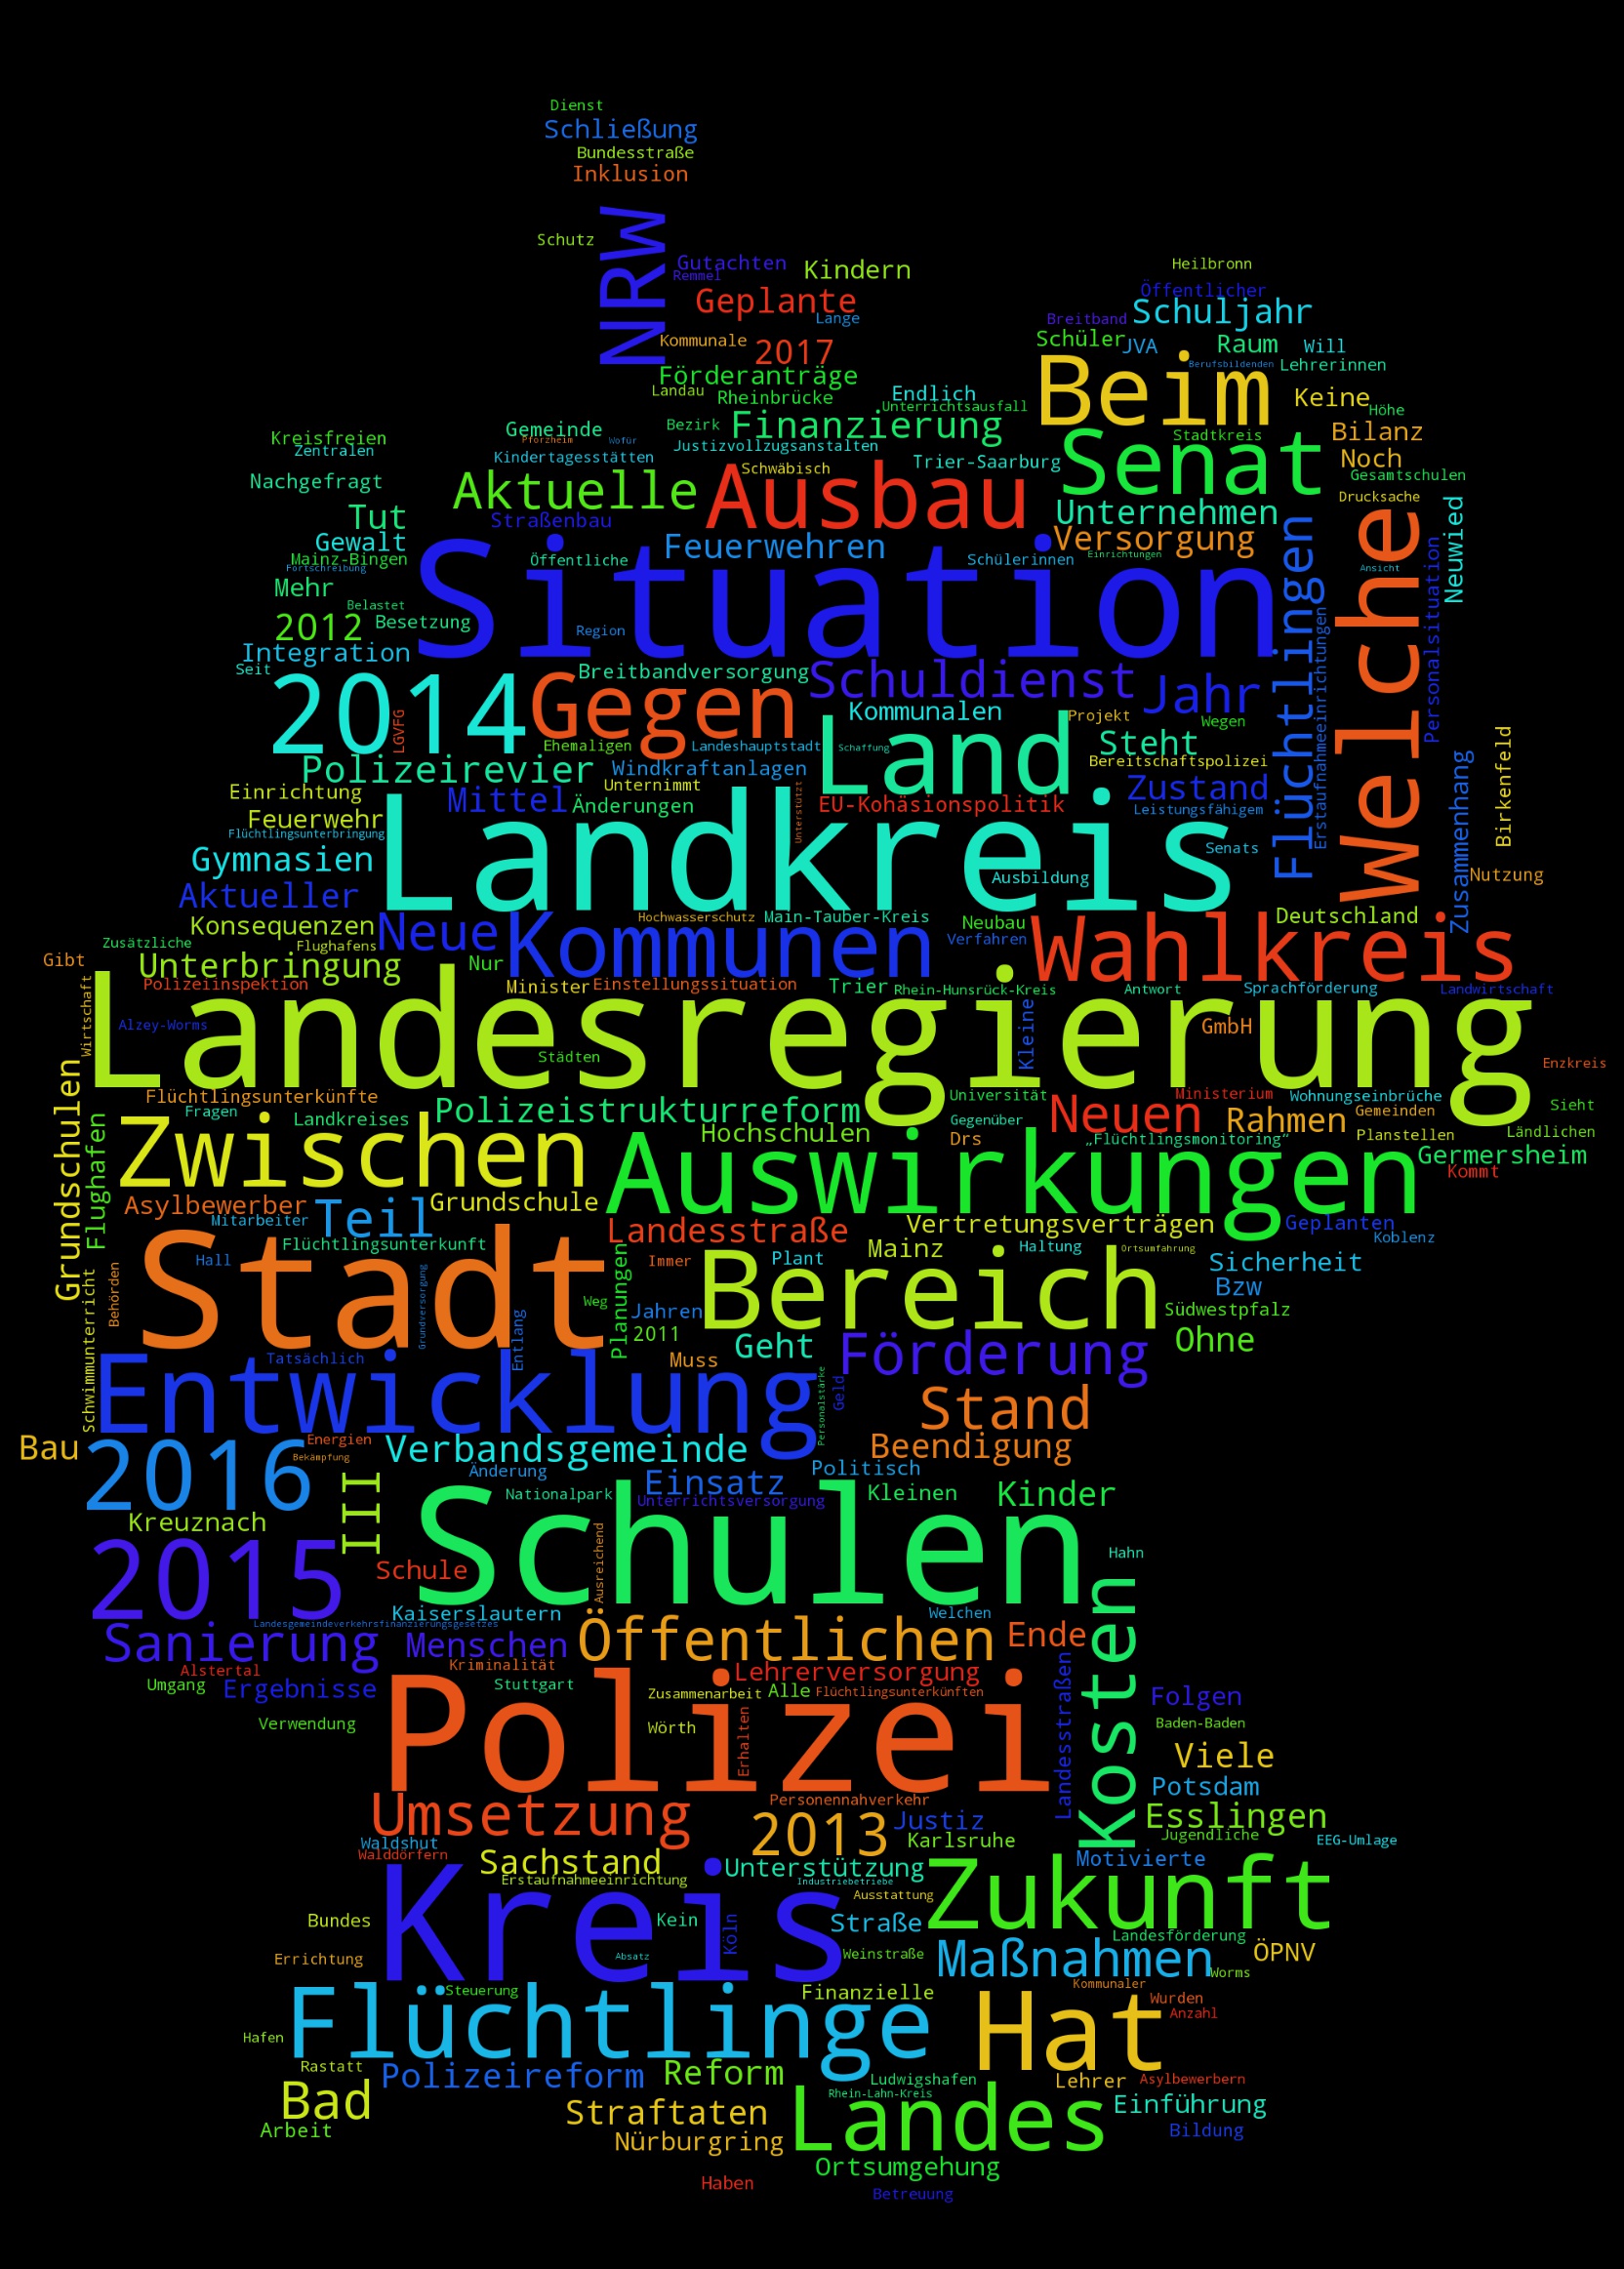 Dienst
Schließung
Bundesstraße
Inklusion
NRW
Schutz
Gutachten
Remmel
Kindern
Heilbronn
Geplante
Öffentlicher
Lange
Breitband
Schuljahr
Kommunale
2017
Schüler
JVA
Raum
Will
Beim
Berufsbildenden
Lehrerinnen
Förderanträge
Landau
Rheinbrücke
Endlich
Unterrichtsausfall
Keine
Höhe
Kreisfreien
Zentralen
Gemeinde
Pforzheim
Wofür
Bezirk
Finanzierung
Senat
Stadtkreis
Bilanz
Kindertagesstätten
Justizvollzugsanstalten
Trier-Saarburg
Noch
Nachgefragt
Aktuelle
Ausbau
Schwäbisch
Gesamtschulen
Drucksache
Tut
Straßenbau
Unternehmen
Neuwied
Gewalt
Feuerwehren
Versorgung
Flüchtlingen
Welche
Mainz-Bingen
Fortschreibung
Öffentliche
Schülerinnen
Einrichtungen
Ansicht
Mehr
Situation
Personalsituation
Belastet
2012
Besetzung
Region
Erstaufnahmeeinrichtungen
Integration
Seit
Breitbandversorgung
Schuldienst
Jahr
2014
Gegen
LGVFG
Kommunalen
Land
Projekt
Wegen
Ehemaligen
Landeshauptstadt
Schaffung
Steht
Birkenfeld
Polizeirevier
Windkraftanlagen
Bereitschaftspolizei
Zusammenhang
Einrichtung
Mittel
Unternimmt
Änderungen
Unterstützt
EU-Kohäsionspolitik
Zustand
Leistungsfähigem
Feuerwehr
Flüchtlingsunterbringung
Landkreis
Gymnasien
Senats
Aktueller
Ausbildung
Nutzung
Konsequenzen
Neue
Kommunen
Hochwasserschutz
Main-Tauber-Kreis
Neubau
Wahlkreis
Deutschland
Zusätzliche
Flughafens
Verfahren
Gibt
Unterbringung
Nur
Polizeiinspektion
Minister
Einstellungssituation
Trier
Rhein-Hunsrück-Kreis
Antwort
Sprachförderung
Landwirtschaft
Wirtschaft
Landesregierung
Alzey-Worms
Kleine
GmbH
Städten
Enzkreis
Grundschulen
Flüchtlingsunterkünfte
Fragen
Landkreises
Polizeistrukturreform
Universität
Neuen
Ministerium
Wohnungseinbrüche
Sieht
Flughafen
Zwischen
Hochschulen
Gegenüber
Drs
Rahmen
Gemeinden
Auswirkungen
„Flüchtlingsmonitoring“
Planstellen
Ländlichen
Germersheim
Kommt
Asylbewerber
Teil
Grundschule
Mitarbeiter
Landesstraße
Vertretungsverträgen
Geplanten
Koblenz
Stadt
Flüchtlingsunterkunft
Hall
Grundversorgung
Planungen
Immer
Bereich
Plant
Mainz
Haltung
Ortsumfahrung
Sicherheit
Bzw
Behörden
Schwimmunterricht
Weg
Jahren
2011
Südwestpfalz
Entlang
Geht
Förderung
Ohne
Entwicklung
Tatsächlich
Muss
Personalstärke
Geld
Stand
Bau
2016
Energien
Bekämpfung
Verbandsgemeinde
Beendigung
III
Änderung
Einsatz
Politisch
Nationalpark
Unterrichtsversorgung
Kleinen
Kinder
Kreuznach
Schulen
2015
Schule
Ausreichend
Hahn
Kosten
Kaiserslautern
Landesgemeindeverkehrsfinanzierungsgesetzes
Welchen
Sanierung
Menschen
Öffentlichen
Ende
Alstertal
Kriminalität
Lehrerversorgung
Landesstraßen
Umgang
Ergebnisse
Stuttgart
Zusammenarbeit
Alle
Flüchtlingsunterkünften
Folgen
Verwendung
Polizei
Wörth
Erhalten
Baden-Baden
Viele
Potsdam
Personennahverkehr
Umsetzung
2013
Justiz
Esslingen
Waldshut
Walddörfern
Karlsruhe
Jugendliche
EEG-Umlage
Sachstand
Unterstützung
Motivierte
Erstaufnahmeeinrichtung
Industriebetriebe
Kreis
Ausstattung
Zukunft
Bundes
Kein
Köln
Straße
Landesförderung
Errichtung
Absatz
Weinstraße
Maßnahmen
ÖPNV
Worms
Flüchtlinge
Steuerung
Finanzielle
Hat
Kommunaler
Wurden
Anzahl
Hafen
Rastatt
Polizeireform
Reform
Ludwigshafen
Lehrer
Asylbewerbern
Bad
Rhein-Lahn-Kreis
Straftaten
Landes
Einführung
Arbeit
Nürburgring
Bildung
Ortsumgehung
Haben
Betreuung